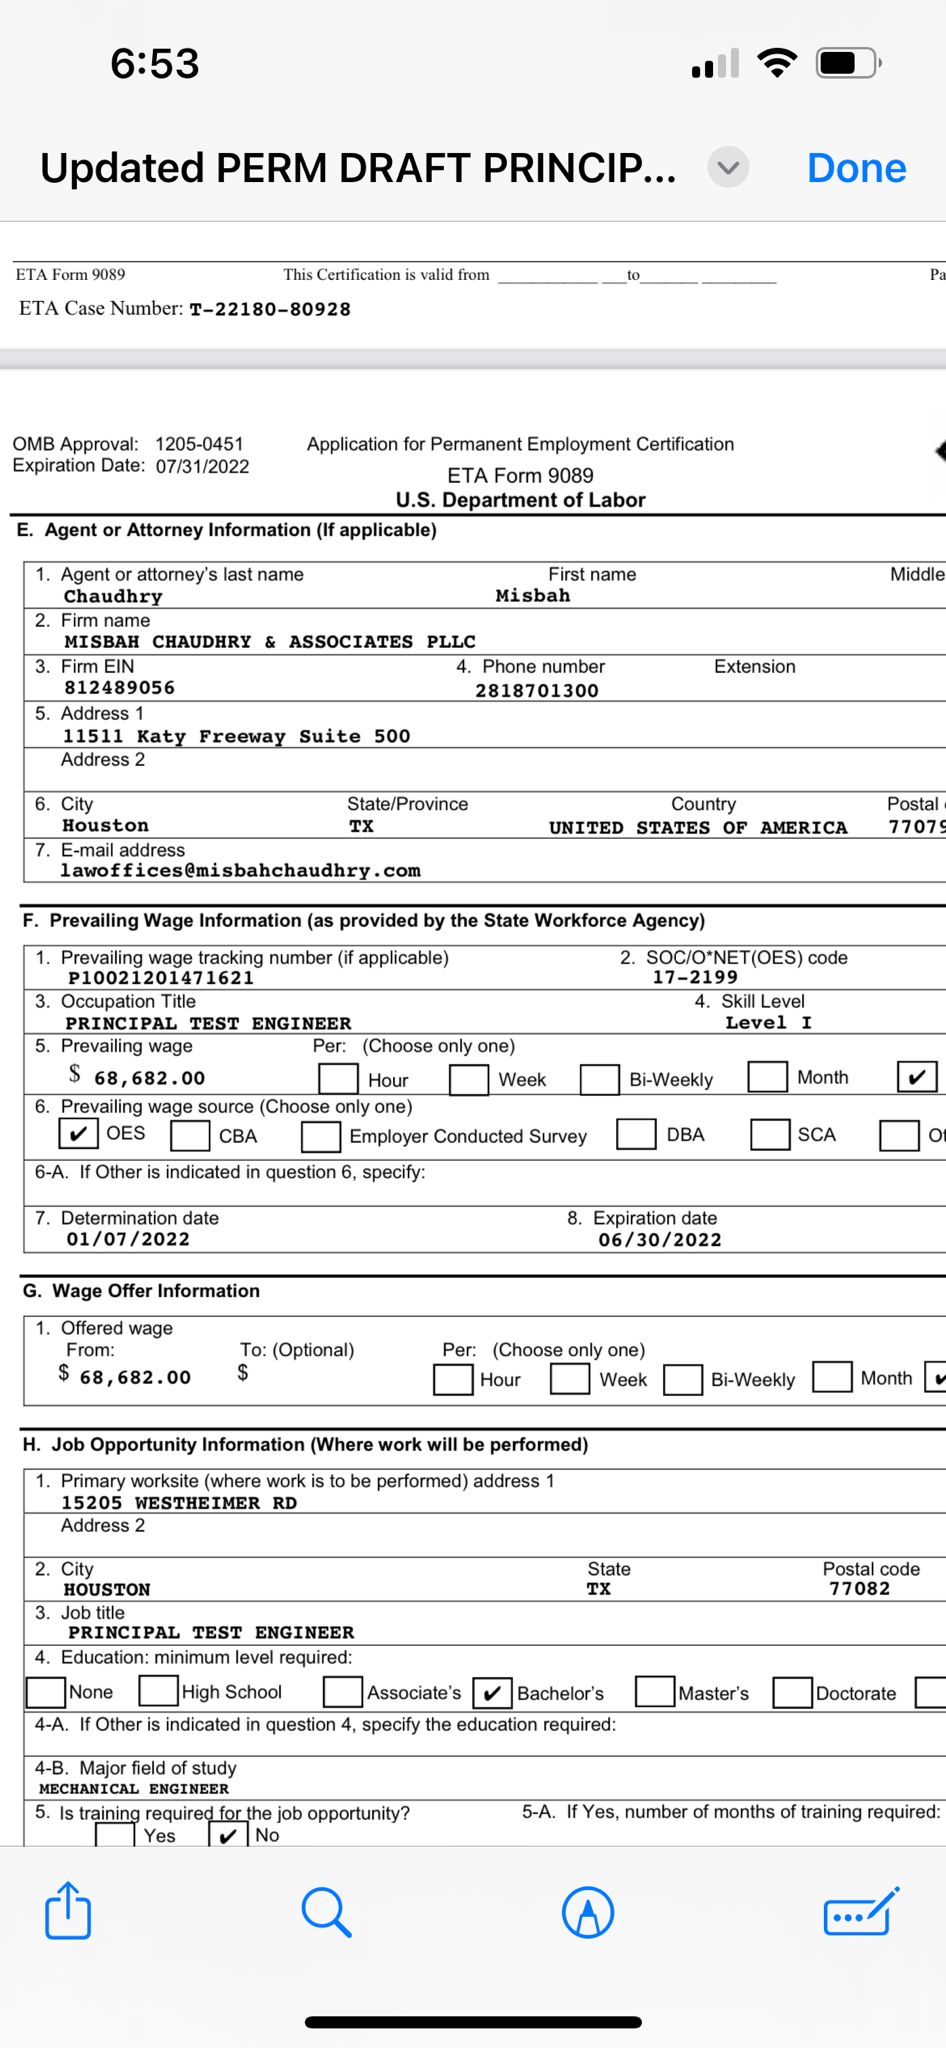 6:53
Updated PERM DRAFT PRINCIP... Done
ETA Form 9089 This Certification is valid from to Pa
ETA Case Number: T-22180-80928
OMB Approval: 1205-0451 Application for Permanent Employment Certification
Expiration Date: 07/31/2022
ETA Form 9089
U.S. Department of Labor
E. Agent or Attorney Information (If applicable)
1. Agent or attorney's last name First name Middle
Chaudhry Misbah
2. Firm name
MISBAH CHAUDHRY & ASSOCIATES PLLC
3. Firm EIN 4. Phone number Extension
812489056 2818701300
5. Address 1
11511 Katy Freeway Suite 500
Address 2
6. City State/Province Country Postal
Houston TX UNITED STATES OF AMERICA 77079
7. E-mail address
lawoffices@misbahchaudhry.com
F. Prevailing Wage Information (as provided by the State Workforce Agency)
1. Prevailing wage tracking number (if applicable) 2. SOC/O*NET(OES) code
P10021201471621 17-2199
3. Occupation Title 4. Skill Level
PRINCIPAL TEST ENGINEER Level I
5. Prevailing wage Per: (Choose only one)
$ 68,682.00 Hour Week Bi-Weekly Month ✔
6. Prevailing wage source (Choose only one)
✔ OES CBA Employer Conducted Survey DBA SCA Ot
6-A. If Other is indicated in question 6, specify:
7. Determination date 8. Expiration date
01/07/2022 06/30/2022
G. Wage Offer Information
1. Offered wage
From: To: (Optional) Per: (Choose only one)
$ 68,682.00 $ Hour Week Bi-Weekly Month ✔
H. Job Opportunity Information (Where work will be performed)
1. Primary worksite (where work is to be performed) address 1
15205 WESTHEIMER RD
Address 2
2. City State Postal code
HOUSTON TX 77082
3. Job title
PRINCIPAL TEST ENGINEER
4. Education: minimum level required:
None High School Associate's ✔ Bachelor's Master's Doctorate
4-A. If Other is indicated in question 4, specify the education required:
4-B. Major field of study
MECHANICAL ENGINEER
5. Is training required for the job opportunity? 5-A. If Yes, number of months of training required:
Yes ✔ No